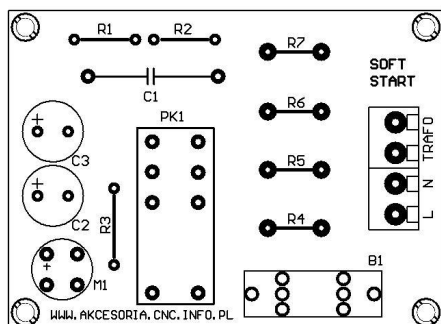 R1
R2
R7
SOFT
START
C1
R6
PK1
TRAFO
+
C3
R5
+
N
R3
C2
R4
L
B1
+
M1
WWW.AKCESORIA.CNC.INFO.PL